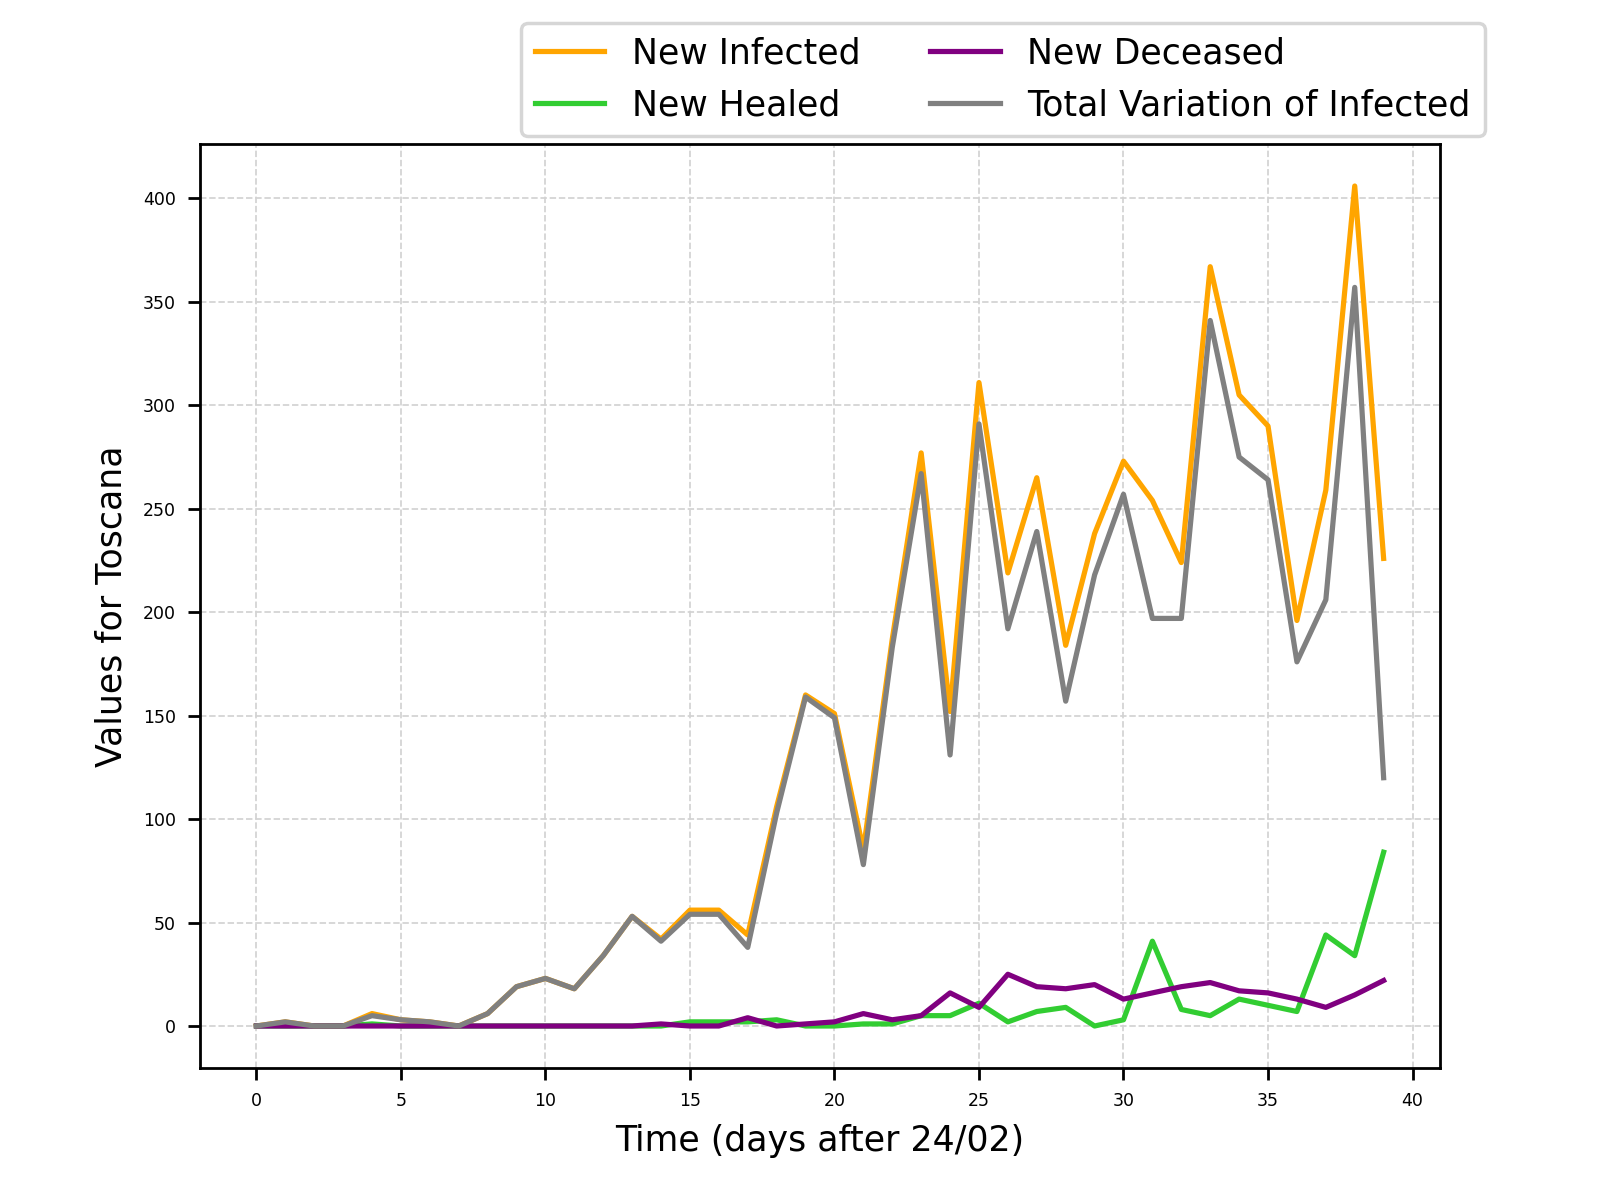 New Infected
New Healed
New Deceased
Total Variation of Infected
Values for Toscana
400
350
300
250
200
150
100
50
0
0 5 10 15 20 25 30 35 40
Time (days after 24/02)